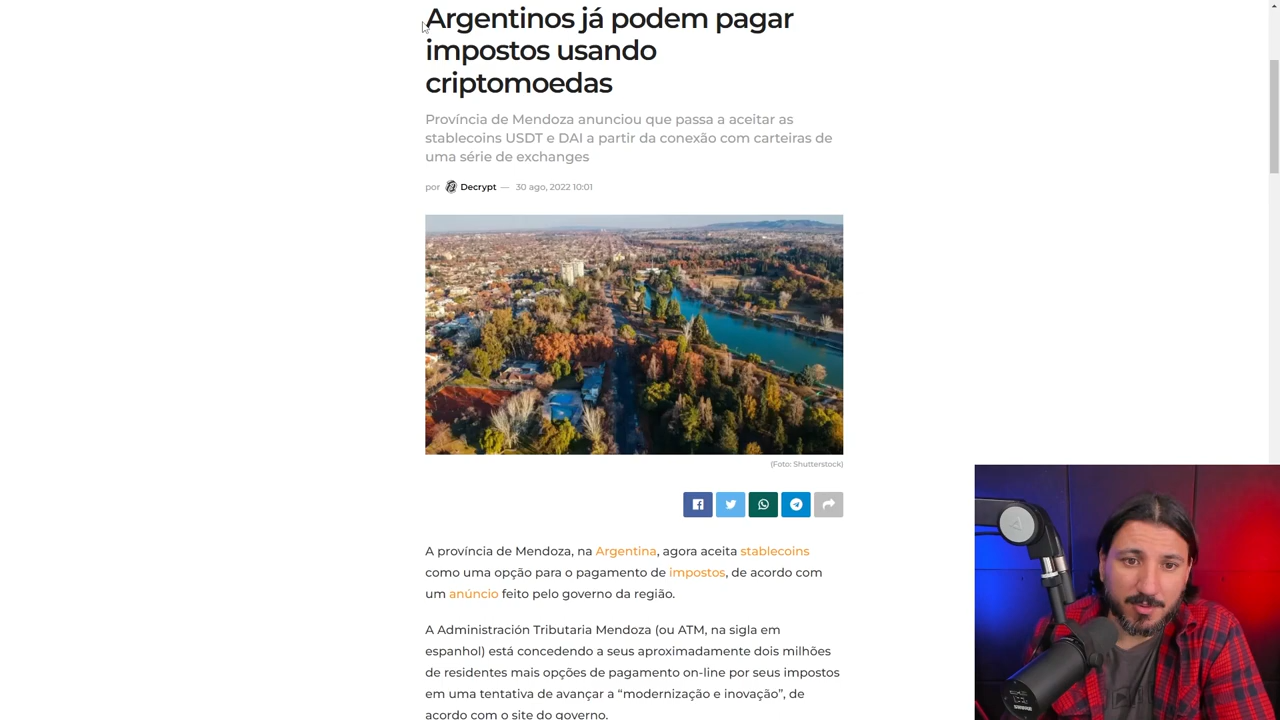 Argentinos já podem pagar
impostos usando
criptomoedas
Província de Mendoza anunciou que passa a aceitar as
stablecoins USDT e DAI a partir da conexão com carteiras de
uma série de exchanges
por Decrypt — 30 ago, 2022 10:01
(Foto: Shutterstock)
A província de Mendoza, na Argentina, agora aceita stablecoins
como uma opção para o pagamento de impostos, de acordo com
um anúncio feito pelo governo da região.
A Administración Tributaria Mendoza (ou ATM, na sigla em
espanhol) está concedendo a seus aproximadamente dois milhões
de residentes mais opções de pagamento on-line por seus impostos
em uma tentativa de avançar a “modernização e inovação”, de
acordo com o site do governo.